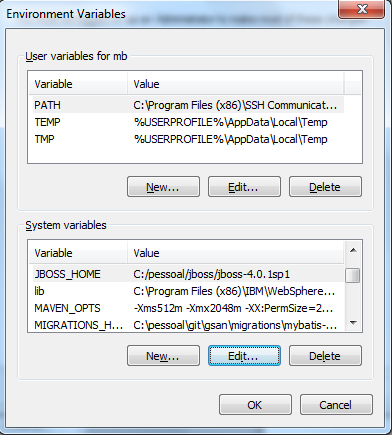 Environment Variables
User variables for mb
Variable Value
PATH C:\Program Files (x86)\SSH Communicat...
TEMP %USERPROFILE%\AppData\Local\Temp
TMP %USERPROFILE%\AppData\Local\Temp
New... Edit... Delete
System variables
Variable Value
JBOSS_HOME C:/pessoal/jboss/jboss-4.0.1sp1
lib C:\Program Files (x86)\IBM\WebSphere...
MAVEN_OPTS -Xms512m -Xmx2048m -XX:PermSize=2...
MIGRATIONS_H... C:\pessoal\git\gsan\migrations\mybatis-...
New... Edit... Delete
OK Cancel